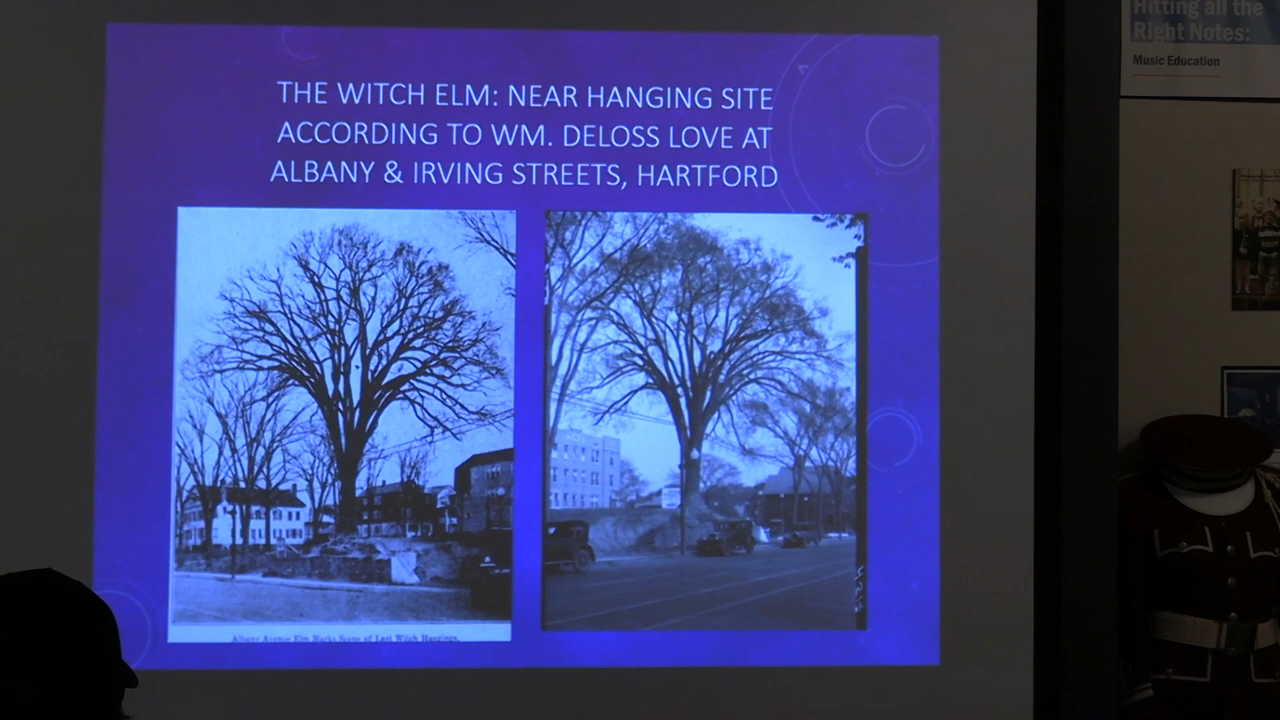 THE WITCH ELM: NEAR HANGING SITE
ACCORDING TO WM. DELOSS LOVE AT
ALBANY & IRVING STREETS, HARTFORD
Albany Avenue Elm Marks Scene of Last Witch Hangings.
Hitting all the
Right Notes:
Music Education